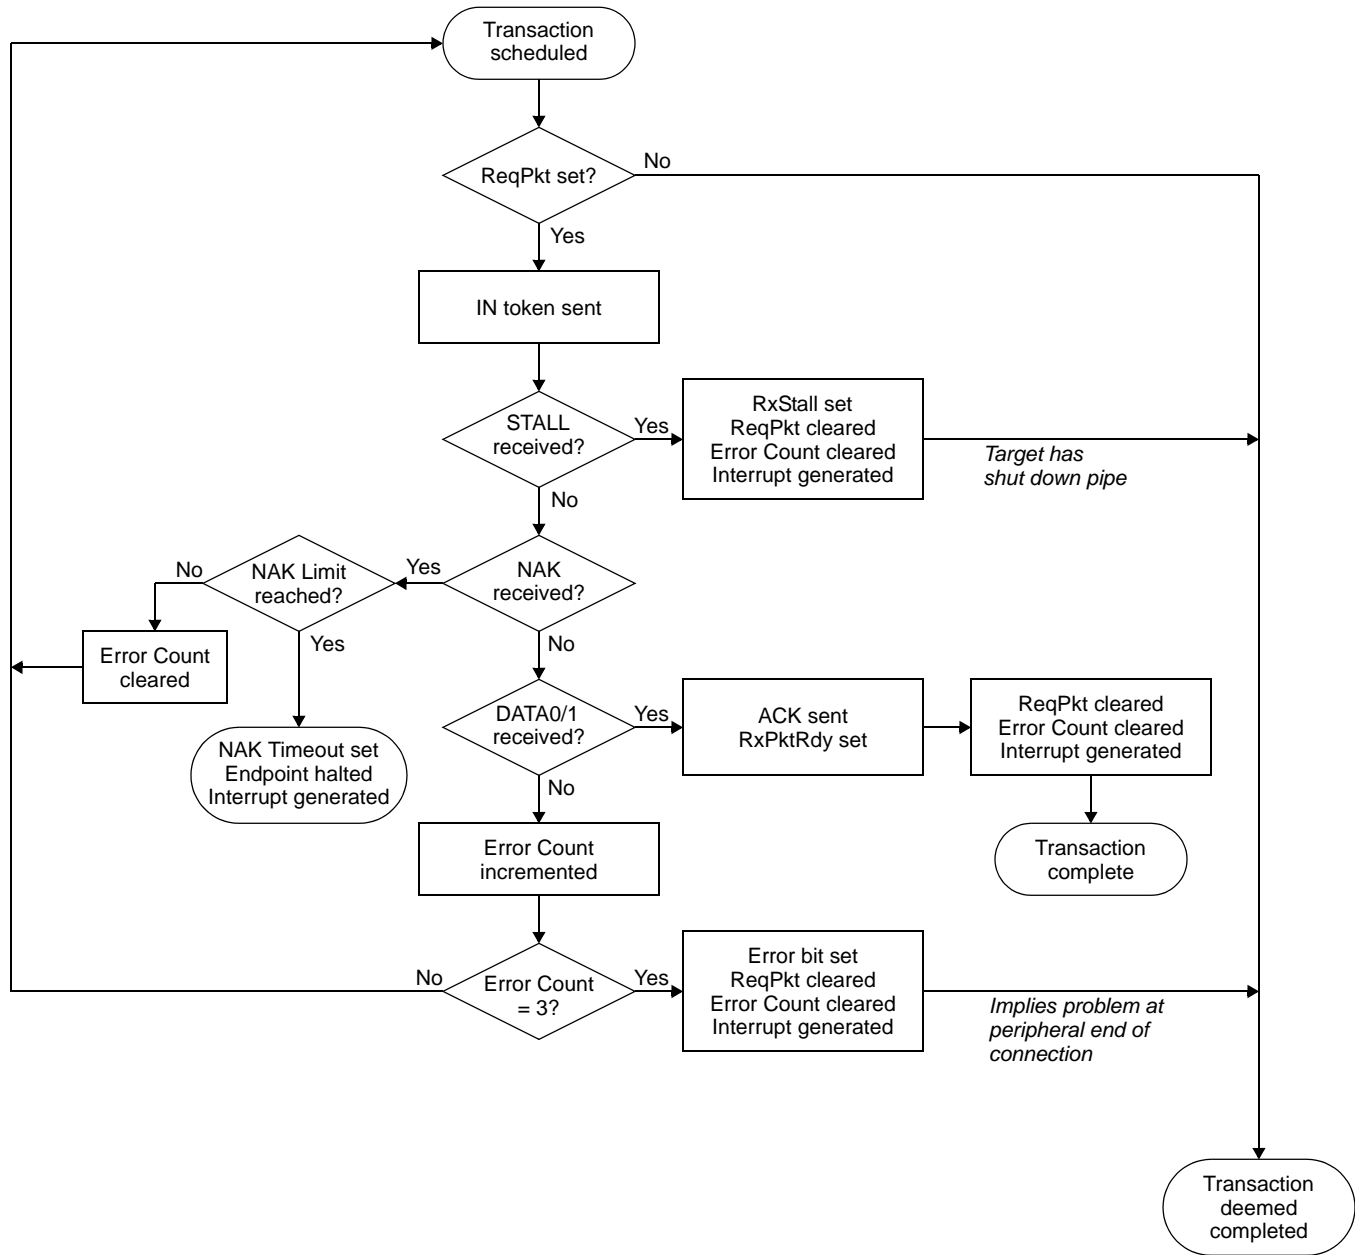 Transaction
scheduled
ReqPkt set?
No
Yes
IN token sent
STALL
received?
Yes
RxStall set
ReqPkt cleared
Error Count cleared
Interrupt generated
Target has
shut down pipe
No
NAK
received?
Yes
NAK Limit
reached?
No
Error Count
cleared
Yes
NAK Timeout set
Endpoint halted
Interrupt generated
No
DATA0/1
received?
Yes
ACK sent
RxPktRdy set
ReqPkt cleared
Error Count cleared
Interrupt generated
Transaction
complete
No
Error Count
incremented
Error Count
= 3?
No
Yes
Error bit set
ReqPkt cleared
Error Count cleared
Interrupt generated
Implies problem at
peripheral end of
connection
Transaction
deemed
completed